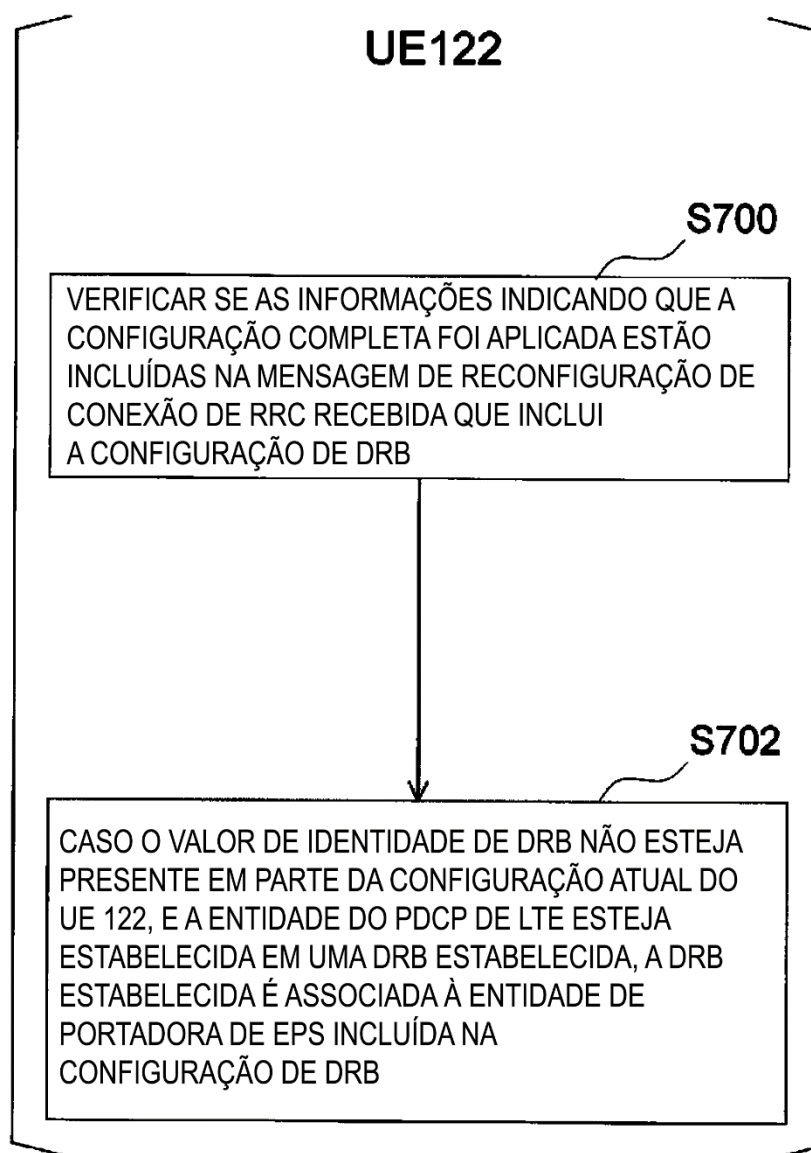 UE122
S700
VERIFICAR SE AS INFORMAÇÕES INDICANDO QUE A
CONFIGURAÇÃO COMPLETA FOI APLICADA ESTÃO
INCLUÍDAS NA MENSAGEM DE RECONFIGURAÇÃO DE
CONEXÃO DE RRC RECEBIDA QUE INCLUI
A CONFIGURAÇÃO DE DRB
S702
CASO O VALOR DE IDENTIDADE DE DRB NÃO ESTEJA
PRESENTE EM PARTE DA CONFIGURAÇÃO ATUAL DO
UE 122, E A ENTIDADE DO PDCP DE LTE ESTEJA
ESTABELECIDA EM UMA DRB ESTABELECIDA, A DRB
ESTABELECIDA É ASSOCIADA À ENTIDADE DE
PORTADORA DE EPS INCLUÍDA NA
CONFIGURAÇÃO DE DRB